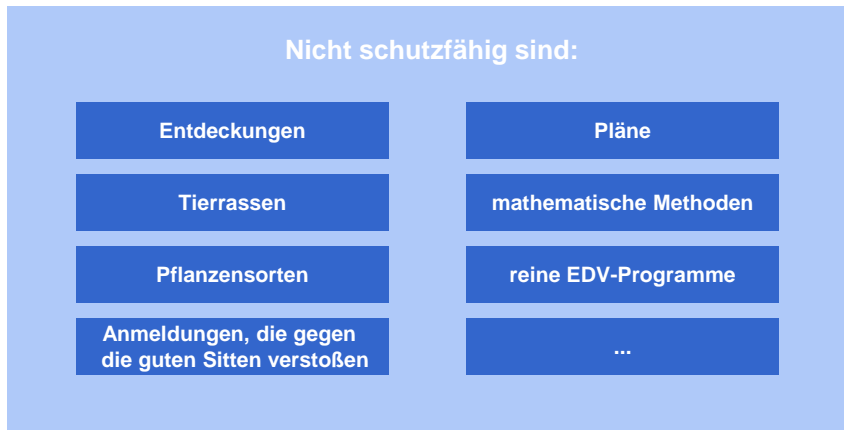 Nicht schutzfähig sind:
Entdeckungen
Pläne
Tierrassen
mathematische Methoden
Pflanzensorten
reine EDV-Programme
Anmeldungen, die gegen
die guten Sitten verstoßen
...